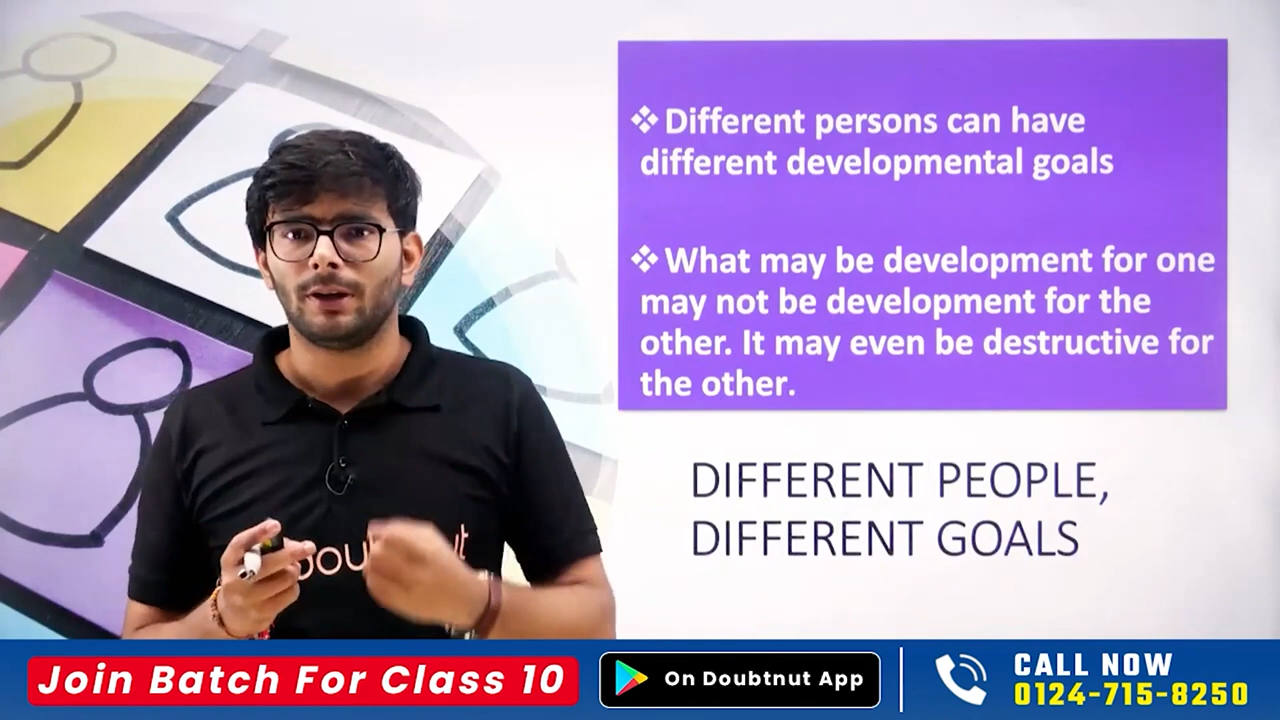 ❖Different persons can have
different developmental goals
❖What may be development for one
may not be development for the
other. It may even be destructive for
the other.
DIFFERENT PEOPLE,
DIFFERENT GOALS
Join Batch For Class 10
On Doubtnut App
CALL NOW
0124-715-8250